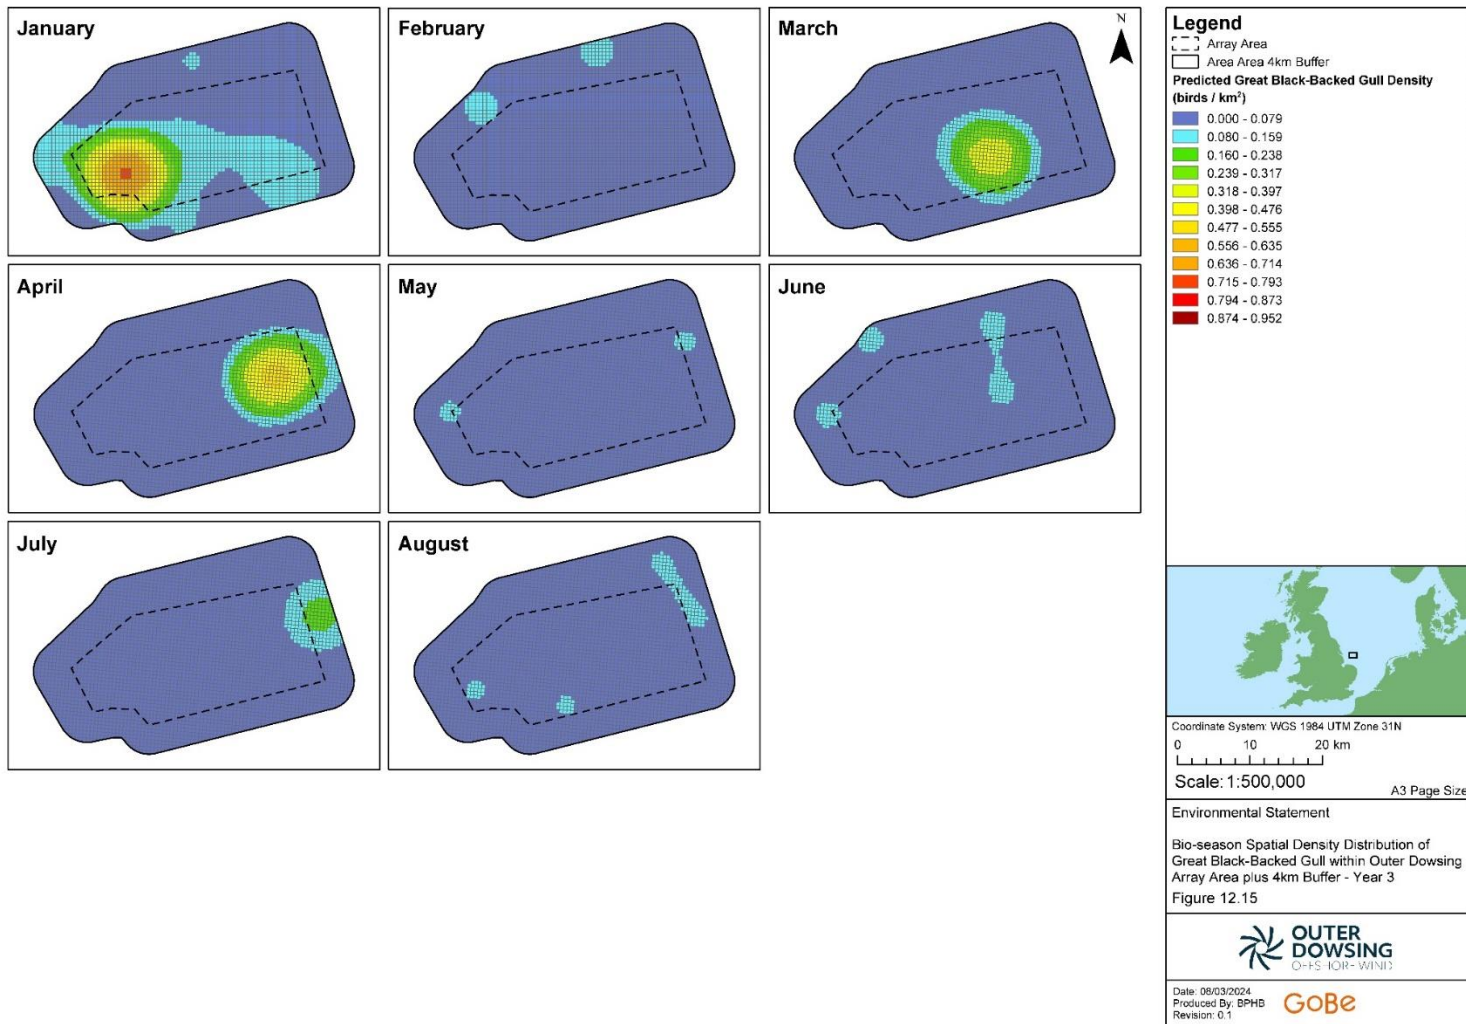 January
February
March
N
April
May
June
July
August
Legend
Array Area
Area Area 4km Buffer
Predicted Great Black-Backed Gull Density
(birds / km²)
0.000 - 0.079
0.080 - 0.159
0.160 - 0.238
0.239 - 0.317
0.318 - 0.397
0.398 - 0.476
0.477 - 0.555
0.556 - 0.635
0.636 - 0.714
0.715 - 0.793
0.794 - 0.873
0.874 - 0.952
Coordinate System: WGS 1984 UTM Zone 31N
0 10 20 km
Scale: 1:500,000
A3 Page Size
Environmental Statement
Bio-season Spatial Density Distribution of
Great Black-Backed Gull within Outer Dowsing
Array Area plus 4km Buffer - Year 3
Figure 12.15
OUTER
DOWSING
OFFSHORE WIND
Date: 08/03/2024
Produced By: BPHB
Revision: 0.1
GoBe